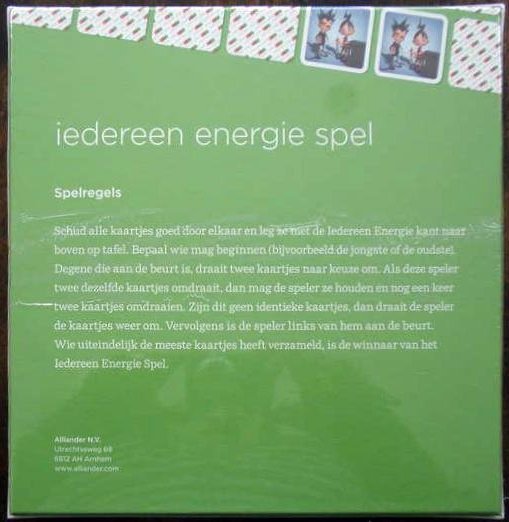 iedereen energie spel
Spelregels
Schud alle kaartjes goed door elkaar en leg ze met de Iedereen Energie kant naar
boven op tafel. Bepaal wie mag beginnen (bijvoorbeeld de jongste of de oudste).
Degene die aan de beurt is, draait twee kaartjes naar keuze om. Als deze speler
twee dezelfde kaartjes omdraait, dan mag de speler ze houden en nog een keer
twee kaartjes omdraaien. Zijn dit geen identieke kaartjes, dan draait de speler
de kaartjes weer om. Vervolgens is de speler links van hem aan de beurt.
Wie uiteindelijk de meeste kaartjes heeft verzameld, is de winnaar van het
Iedereen Energie Spel.
Alliander N.V.
Utrechtseweg 68
6812 AH Arnhem
www.alliander.com